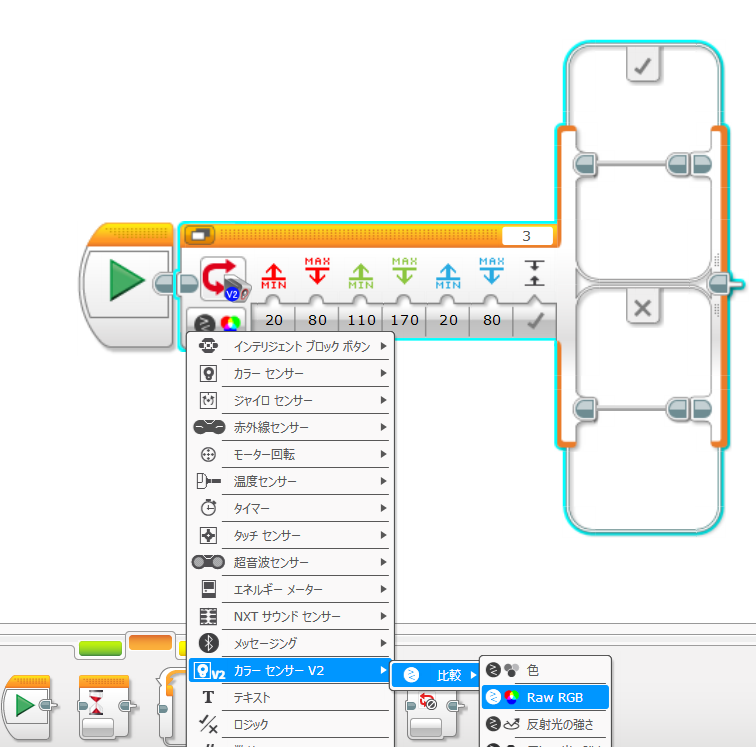 3
MIN MAX MIN MAX MIN MAX
V2
20 80 110 170 20 80
インテリジェント ブロック ボタン
カラー センサー
ジャイロ センサー
赤外線センサー
モーター回転
温度センサー
タイマー
タッチ センサー
超音波センサー
エネルギー メーター
NXT サウンド センサー
メッセージング
V2 カラー センサー V2
比較
色
Raw RGB
反射光の強さ
T テキスト
ロジック